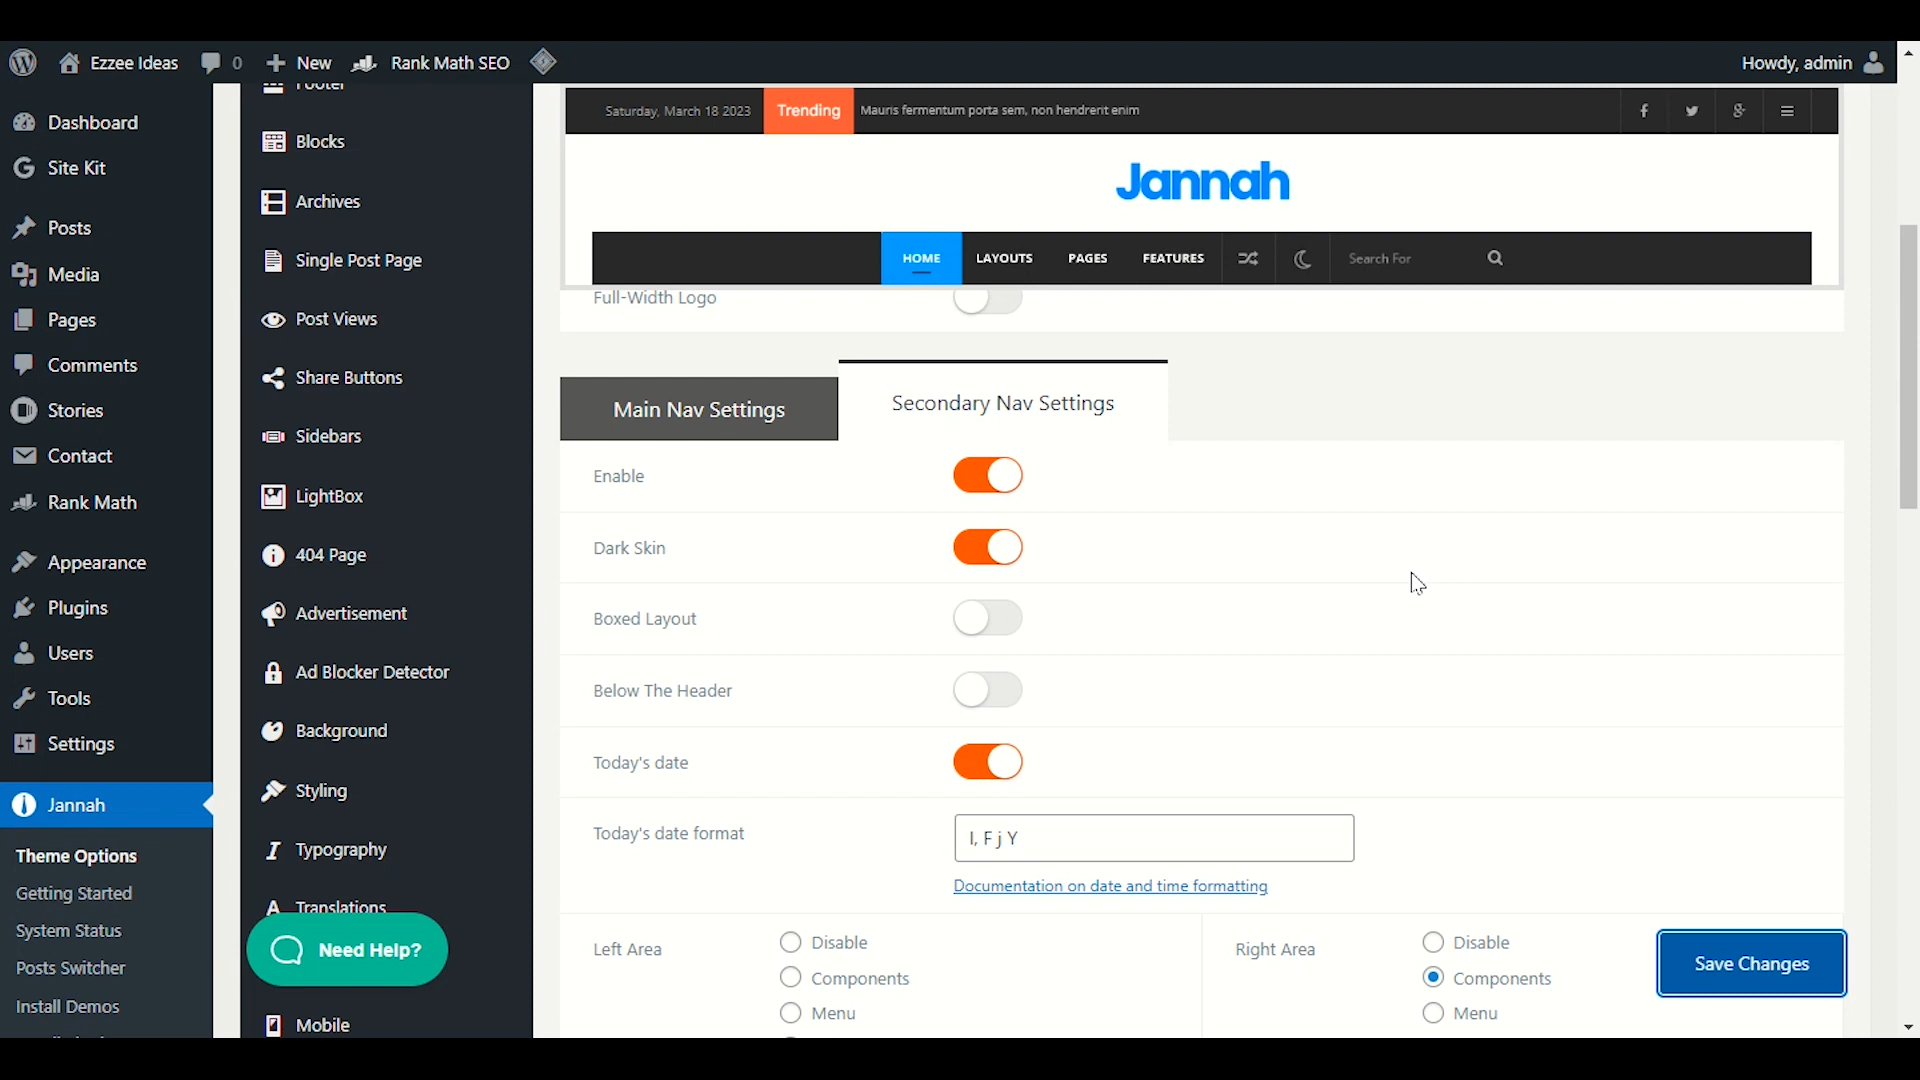 Ezzee Ideas 0 New Rank Math SEO Howdy, admin
Dashboard
Site Kit
Posts
Media
Pages
Comments
Stories
Contact
Rank Math
Appearance
Plugins
Users
Tools
Settings
Jannah
Theme Options
Getting Started
System Status
Posts Switcher
Install Demos
Footer
Blocks
Archives
Single Post Page
Post Views
Share Buttons
Sidebars
LightBox
404 Page
Advertisement
Ad Blocker Detector
Background
Styling
Typography
Translations
Need Help?
Mobile
Saturday, March 18 2023 Trending Mauris fermentum porta sem, non hendrerit enim
Jannah
HOME LAYOUTS PAGES FEATURES Search For
Full-Width Logo
Main Nav Settings Secondary Nav Settings
Enable
Dark Skin
Boxed Layout
Below The Header
Today's date
Today's date format l, F j Y
Documentation on date and time formatting
Left Area Disable
Components
Menu
Right Area Disable
Components
Menu
Save Changes